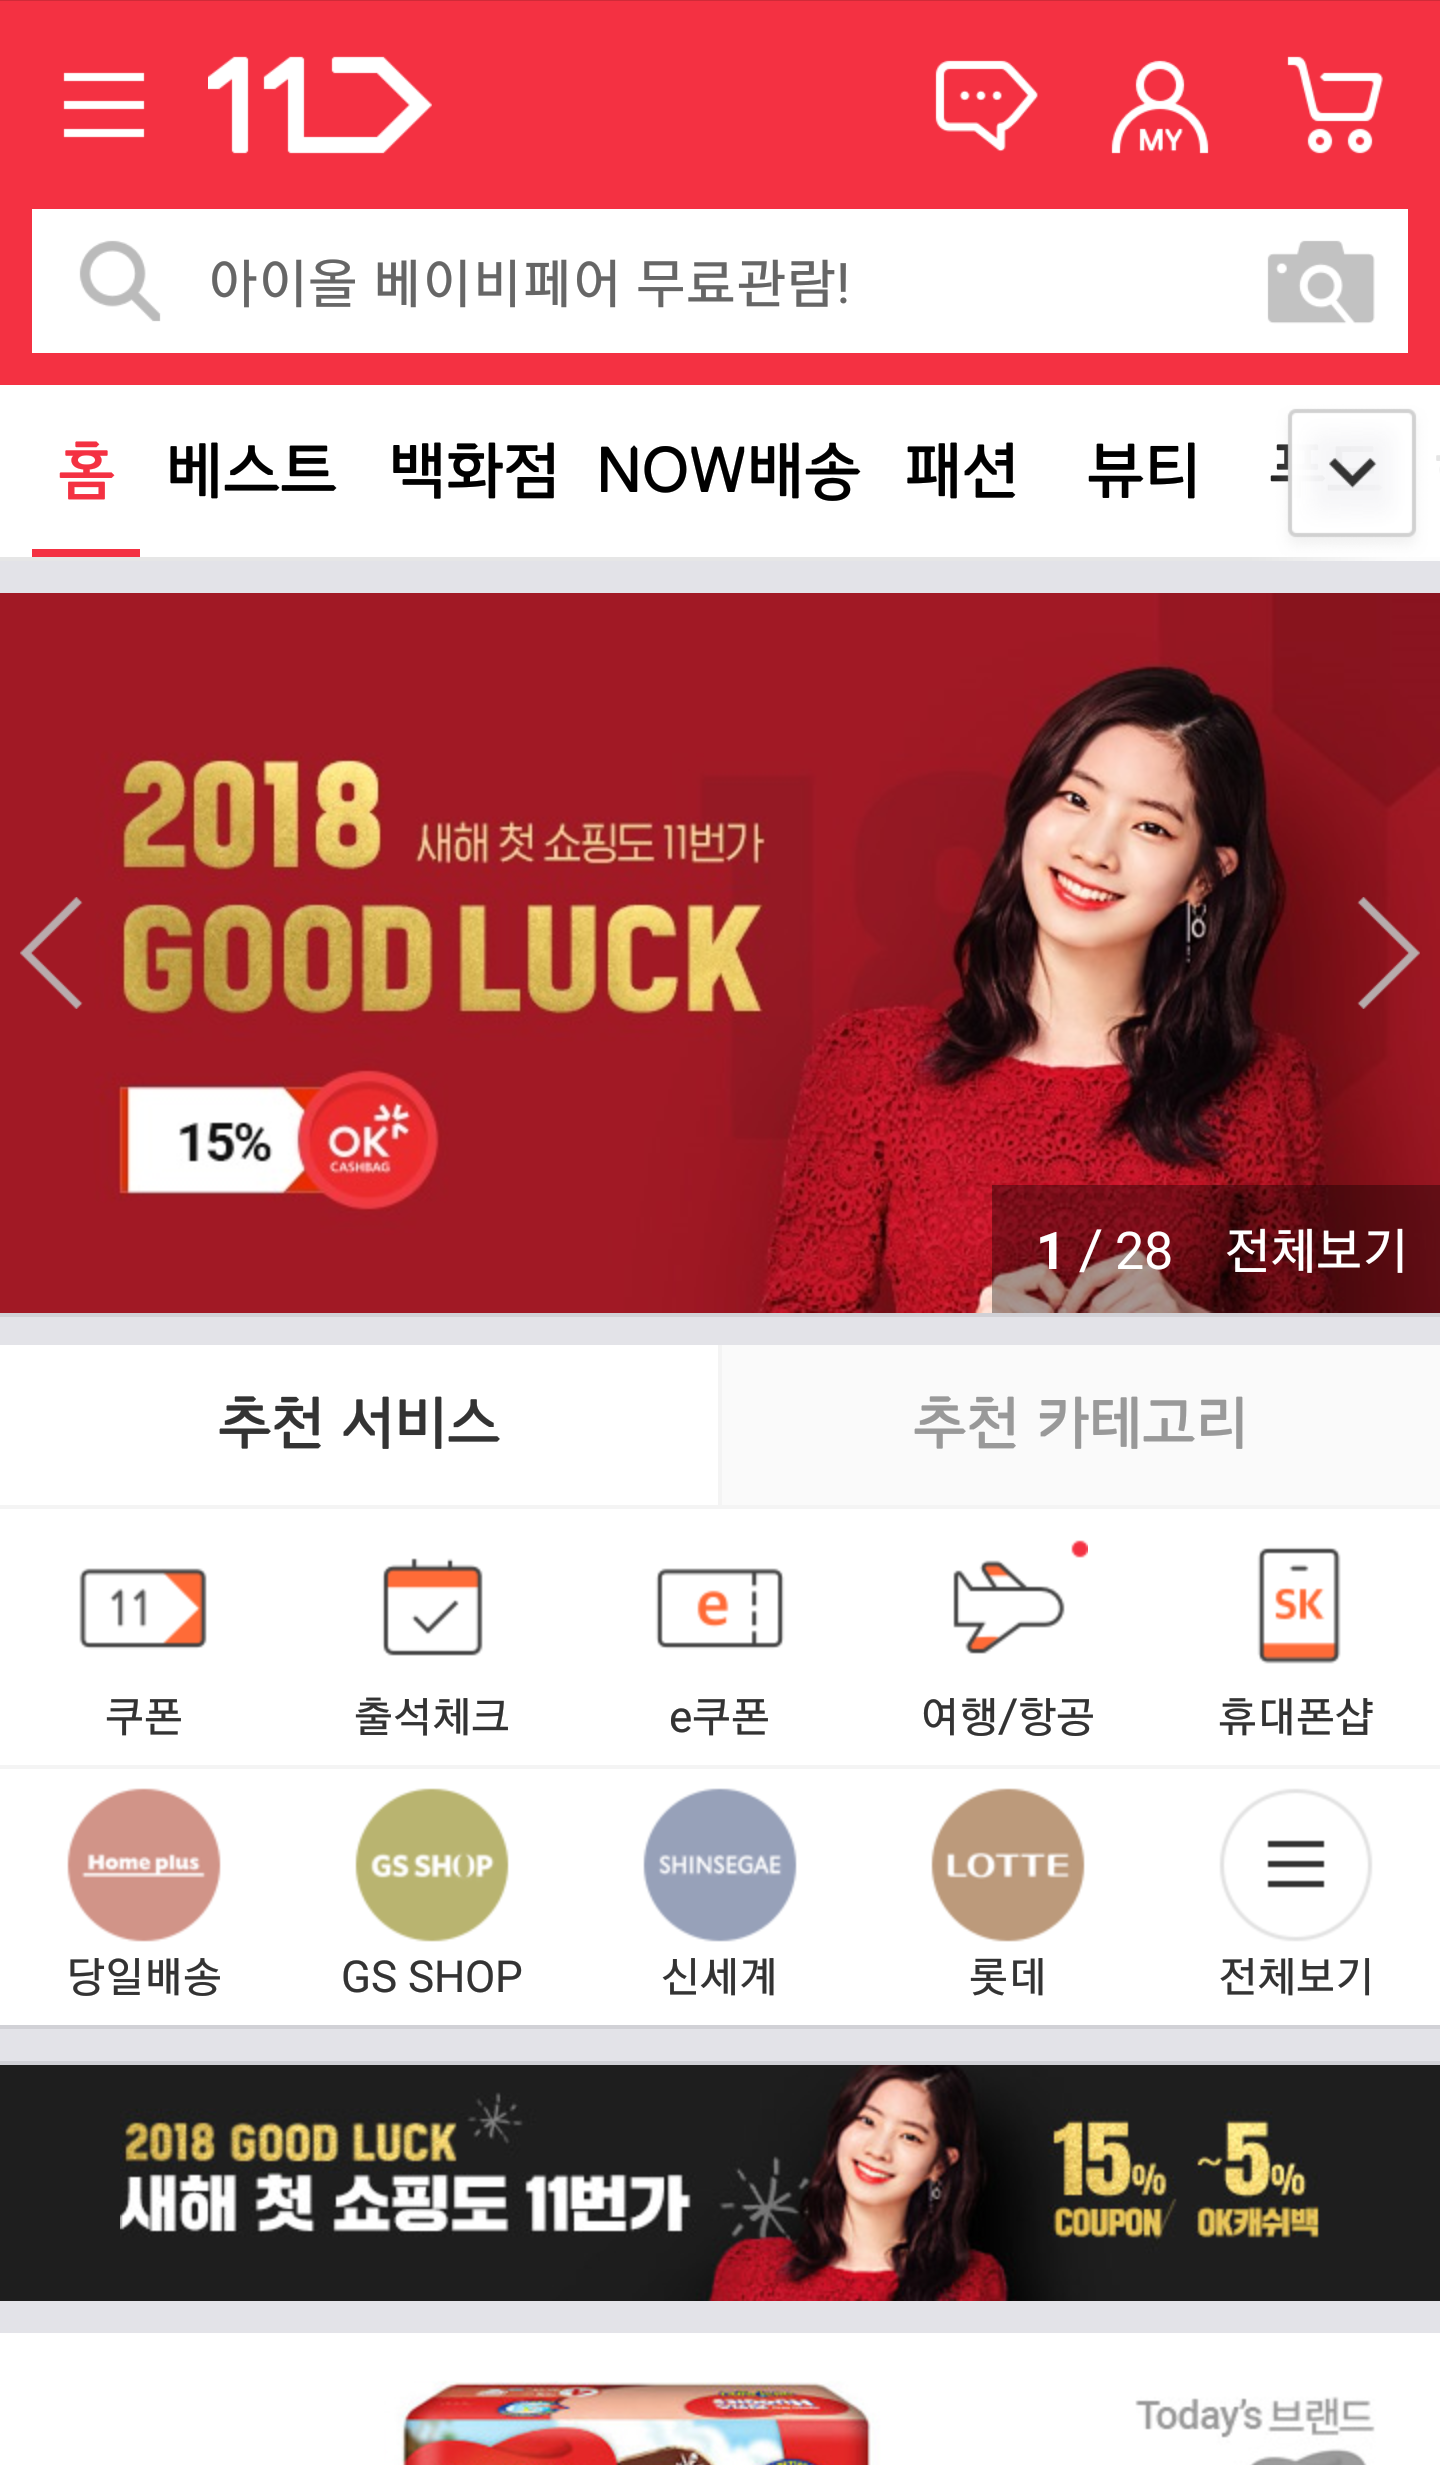 11
MY
아이올 베이비페어 무료관람!
홈 베스트 백화점 NOW배송 패션 뷰티
2018 새해 첫 쇼핑도 11번가
GOOD LUCK
15% OK
CASHBAG
1 / 28 전체보기
추천 서비스 추천 카테고리
11 e SK
쿠폰 출석체크 e쿠폰 여행/항공 휴대폰샵
Home plus GS SHOP SHINSEGAE LOTTE
당일배송 GS SHOP 신세계 롯데 전체보기
2018 GOOD LUCK
새해 첫 쇼핑도 11번가
15% ~5%
COUPON OK캐쉬백
Today's 브랜드